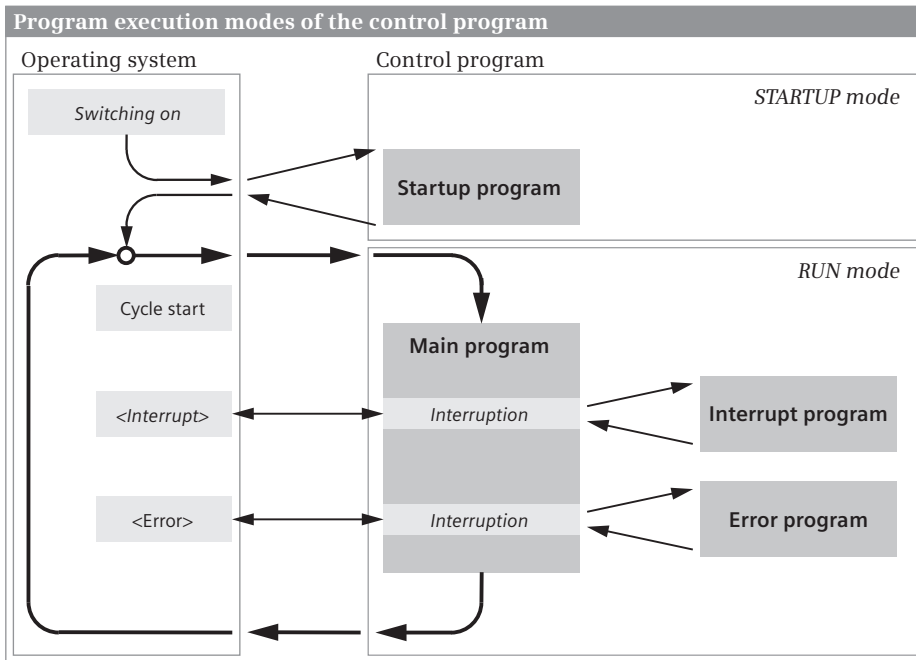 Program execution modes of the control program
Operating system
Control program
Switching on
STARTUP mode
Startup program
RUN mode
Cycle start
Main program
<Interrupt>
Interruption
Interrupt program
<Error>
Interruption
Error program